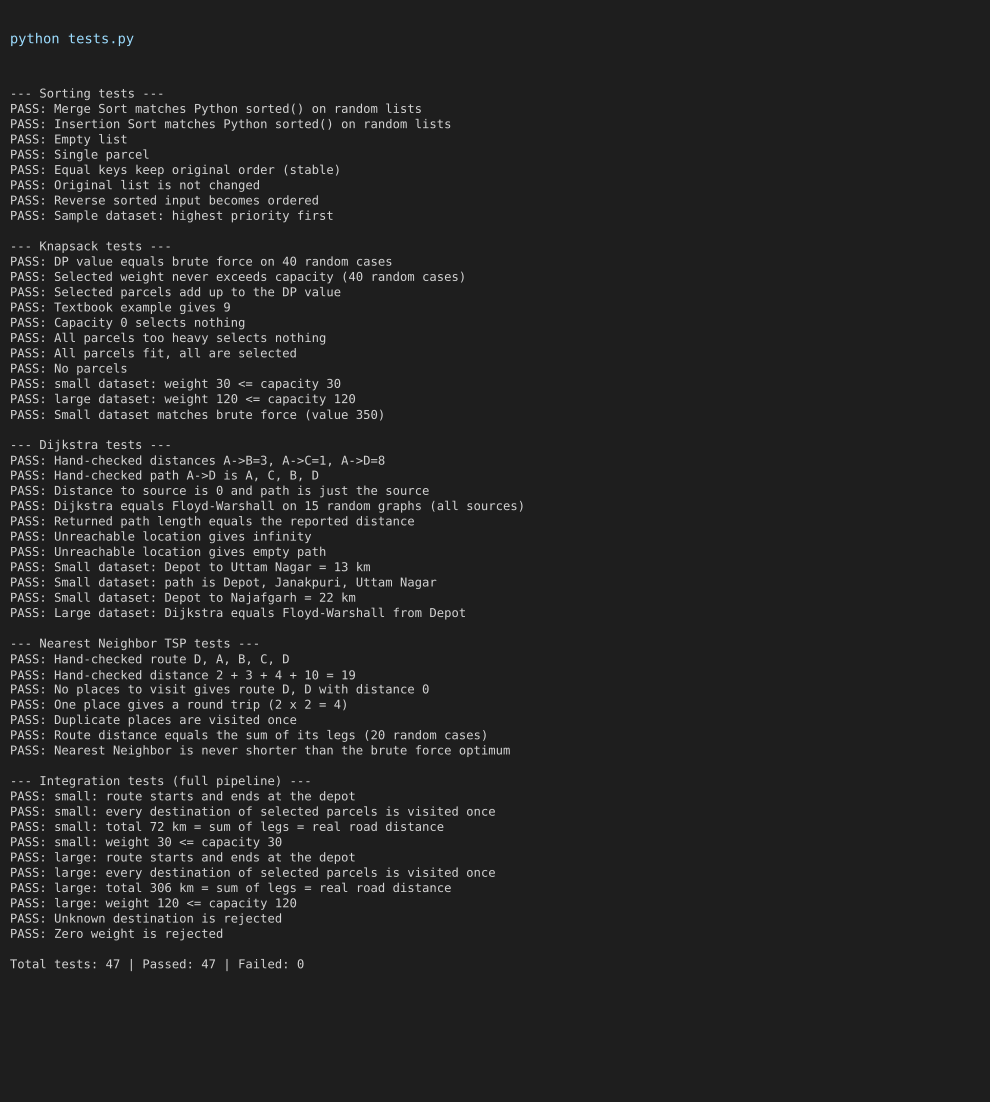 python tests.py
--- Sorting tests ---
PASS: Merge Sort matches Python sorted() on random lists
PASS: Insertion Sort matches Python sorted() on random lists
PASS: Empty list
PASS: Single parcel
PASS: Equal keys keep original order (stable)
PASS: Original list is not changed
PASS: Reverse sorted input becomes ordered
PASS: Sample dataset: highest priority first
--- Knapsack tests ---
PASS: DP value equals brute force on 40 random cases
PASS: Selected weight never exceeds capacity (40 random cases)
PASS: Selected parcels add up to the DP value
PASS: Textbook example gives 9
PASS: Capacity 0 selects nothing
PASS: All parcels too heavy selects nothing
PASS: All parcels fit, all are selected
PASS: No parcels
PASS: small dataset: weight 30 <= capacity 30
PASS: large dataset: weight 120 <= capacity 120
PASS: Small dataset matches brute force (value 350)
--- Dijkstra tests ---
PASS: Hand-checked distances A->B=3, A->C=1, A->D=8
PASS: Hand-checked path A->D is A, C, B, D
PASS: Distance to source is 0 and path is just the source
PASS: Dijkstra equals Floyd-Warshall on 15 random graphs (all sources)
PASS: Returned path length equals the reported distance
PASS: Unreachable location gives infinity
PASS: Unreachable location gives empty path
PASS: Small dataset: Depot to Uttam Nagar = 13 km
PASS: Small dataset: path is Depot, Janakpuri, Uttam Nagar
PASS: Small dataset: Depot to Najafgarh = 22 km
PASS: Large dataset: Dijkstra equals Floyd-Warshall from Depot
--- Nearest Neighbor TSP tests ---
PASS: Hand-checked route D, A, B, C, D
PASS: Hand-checked distance 2 + 3 + 4 + 10 = 19
PASS: No places to visit gives route D, D with distance 0
PASS: One place gives a round trip (2 x 2 = 4)
PASS: Duplicate places are visited once
PASS: Route distance equals the sum of its legs (20 random cases)
PASS: Nearest Neighbor is never shorter than the brute force optimum
--- Integration tests (full pipeline) ---
PASS: small: route starts and ends at the depot
PASS: small: every destination of selected parcels is visited once
PASS: small: total 72 km = sum of legs = real road distance
PASS: small: weight 30 <= capacity 30
PASS: large: route starts and ends at the depot
PASS: large: every destination of selected parcels is visited once
PASS: large: total 306 km = sum of legs = real road distance
PASS: large: weight 120 <= capacity 120
PASS: Unknown destination is rejected
PASS: Zero weight is rejected
Total tests: 47 | Passed: 47 | Failed: 0